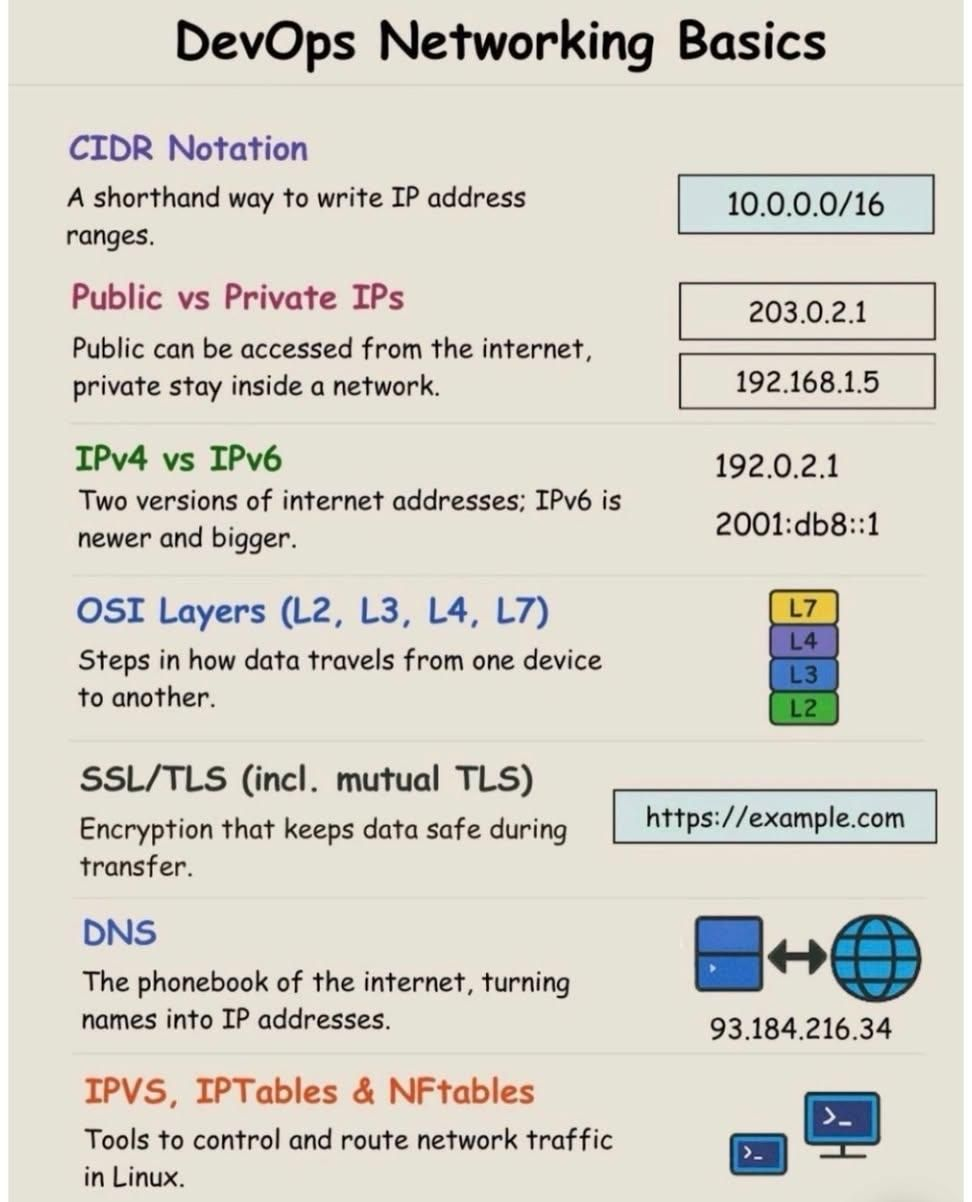 DevOps Networking Basics
CIDR Notation
A shorthand way to write IP address
ranges.
10.0.0.0/16
Public vs Private IPs
Public can be accessed from the internet,
private stay inside a network.
203.0.2.1
192.168.1.5
IPv4 vs IPv6
Two versions of internet addresses; IPv6 is
newer and bigger.
192.0.2.1
2001:db8::1
OSI Layers (L2, L3, L4, L7)
Steps in how data travels from one device
to another.
L7
L4
L3
L2
SSL/TLS (incl. mutual TLS)
Encryption that keeps data safe during
transfer.
https://example.com
DNS
The phonebook of the internet, turning
names into IP addresses.
93.184.216.34
IPVS, IPTables & NFtables
Tools to control and route network traffic
in Linux.
>_
>_